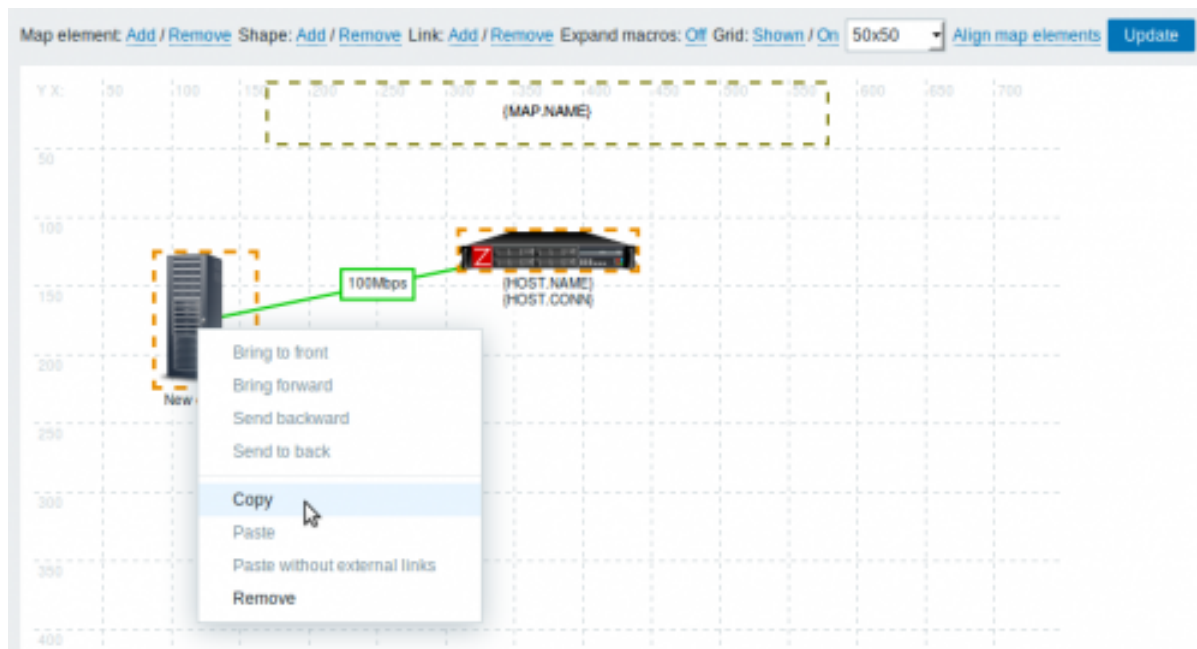 Map element: Add / Remove Shape: Add / Remove Link: Add / Remove Expand macros: Off Grid: Shown / On 50x50 Align map elements Update
Y X: 50 100 150 200 250 300 350 400 450 500 550 600 650 700
{MAP.NAME}
50
100
Z
100Mbps
{HOST.NAME}
150
{HOST.CONN}
Bring to front
200
Bring forward
New
Send backward
250
Send to back
Copy
300
Paste
Paste without external links
350
Remove
400